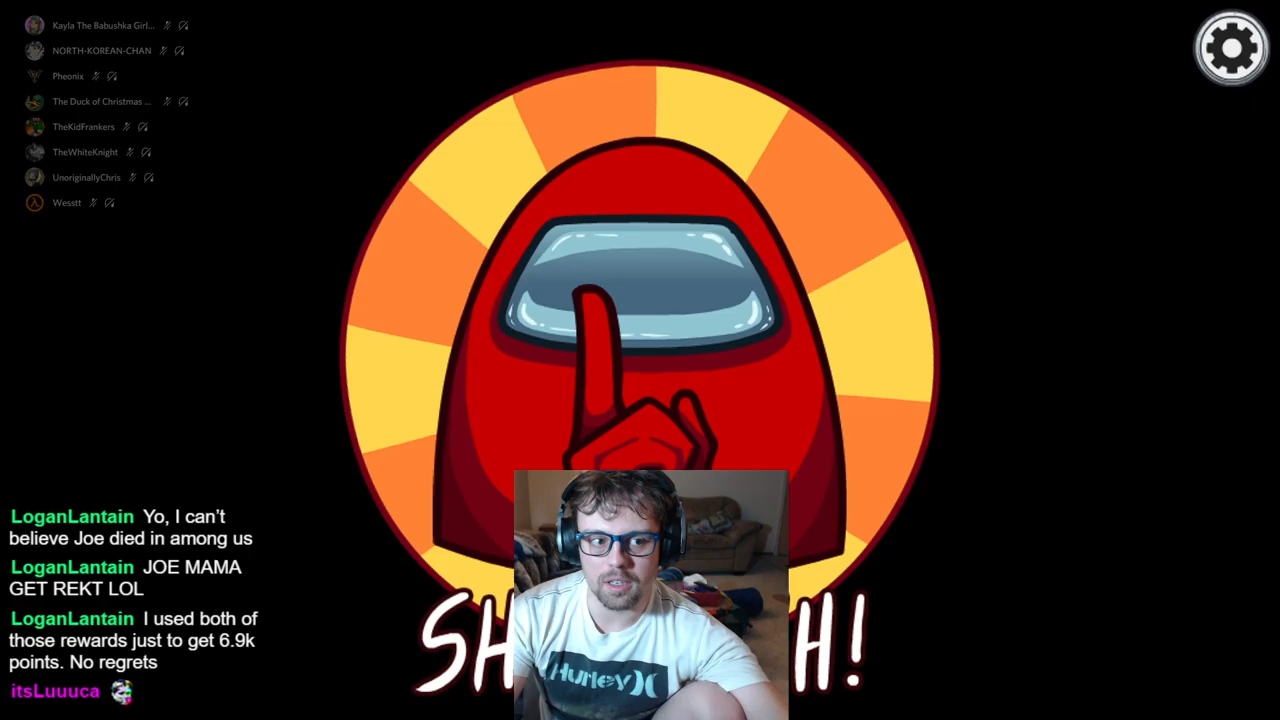 Kayla The Babushka Girl...
NORTH-KOREAN-CHAN
Pheonix
The Duck of Christmas ...
TheKidFrankers
TheWhiteKnight
UnoriginallyChris
Wesstt
LoganLantain Yo, I can't
believe Joe died in among us
LoganLantain JOE MAMA
GET REKT LOL
LoganLantain I used both of
those rewards just to get 6.9k
points. No regrets
itsLuuuca
SH H!
Hurley)(